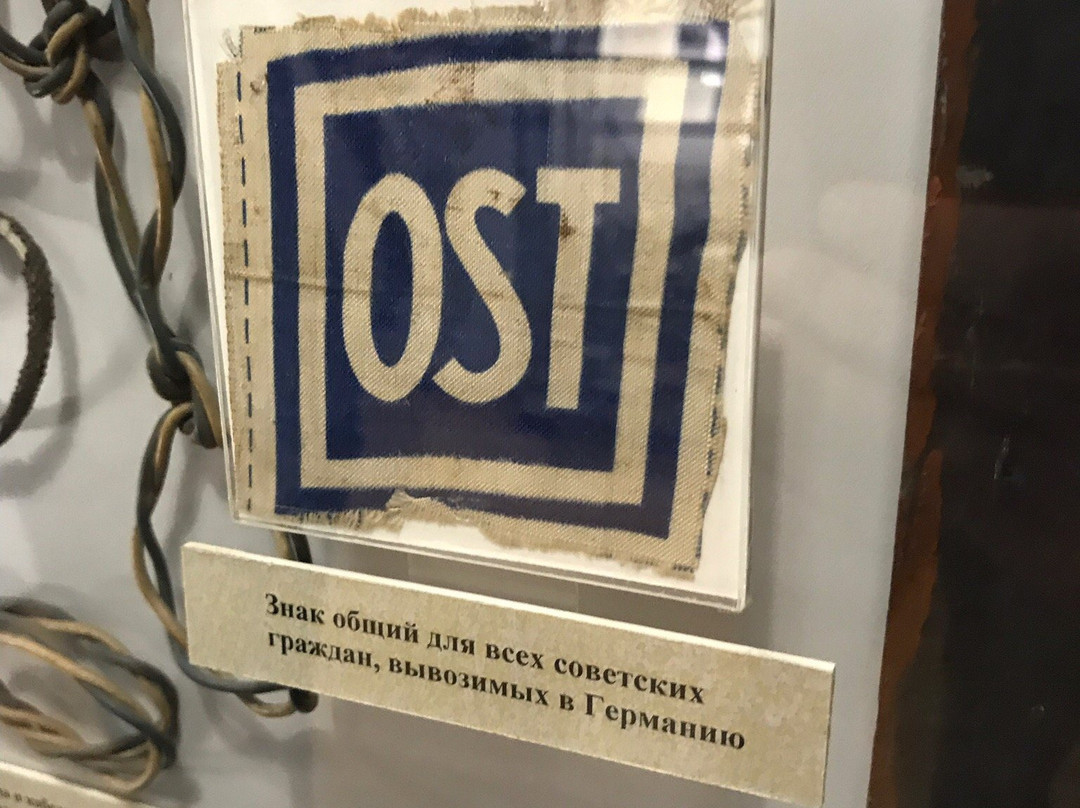 OST
Знак общий для всех советских
граждан, вывозимых в Германию